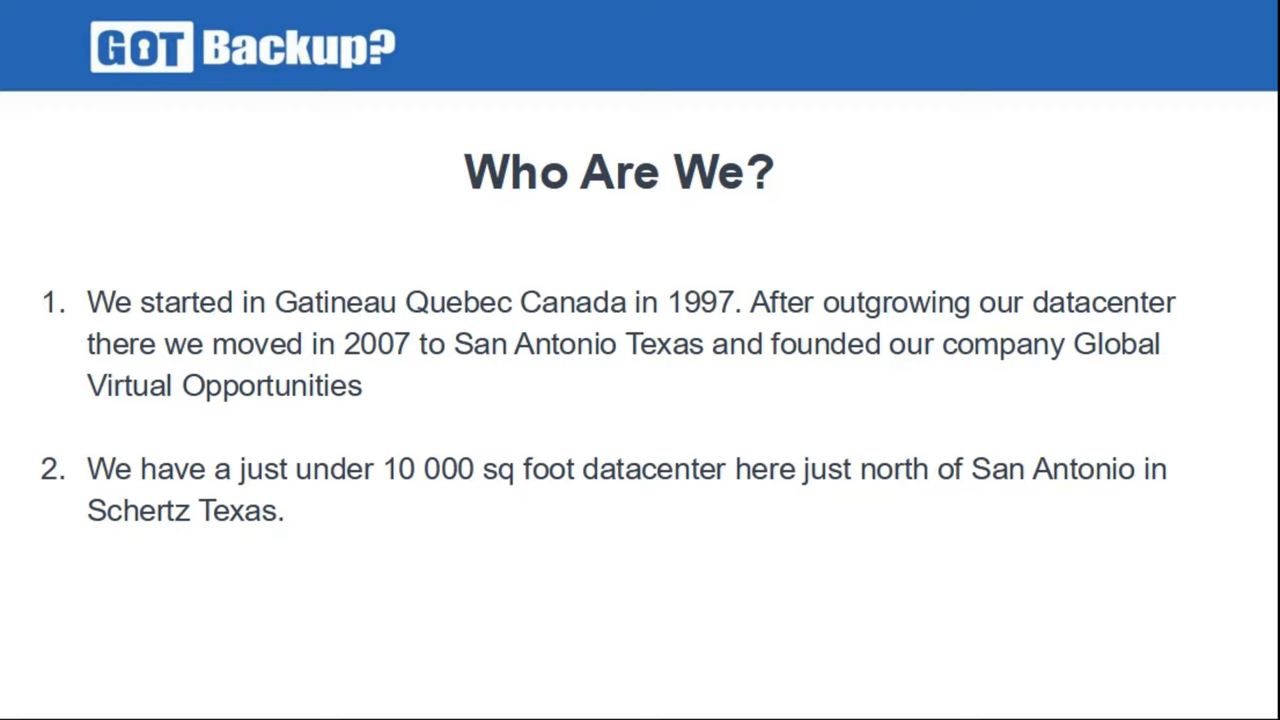 GOT Backup?
Who Are We?
1. We started in Gatineau Quebec Canada in 1997. After outgrowing our datacenter
there we moved in 2007 to San Antonio Texas and founded our company Global
Virtual Opportunities
2. We have a just under 10 000 sq foot datacenter here just north of San Antonio in
Schertz Texas.